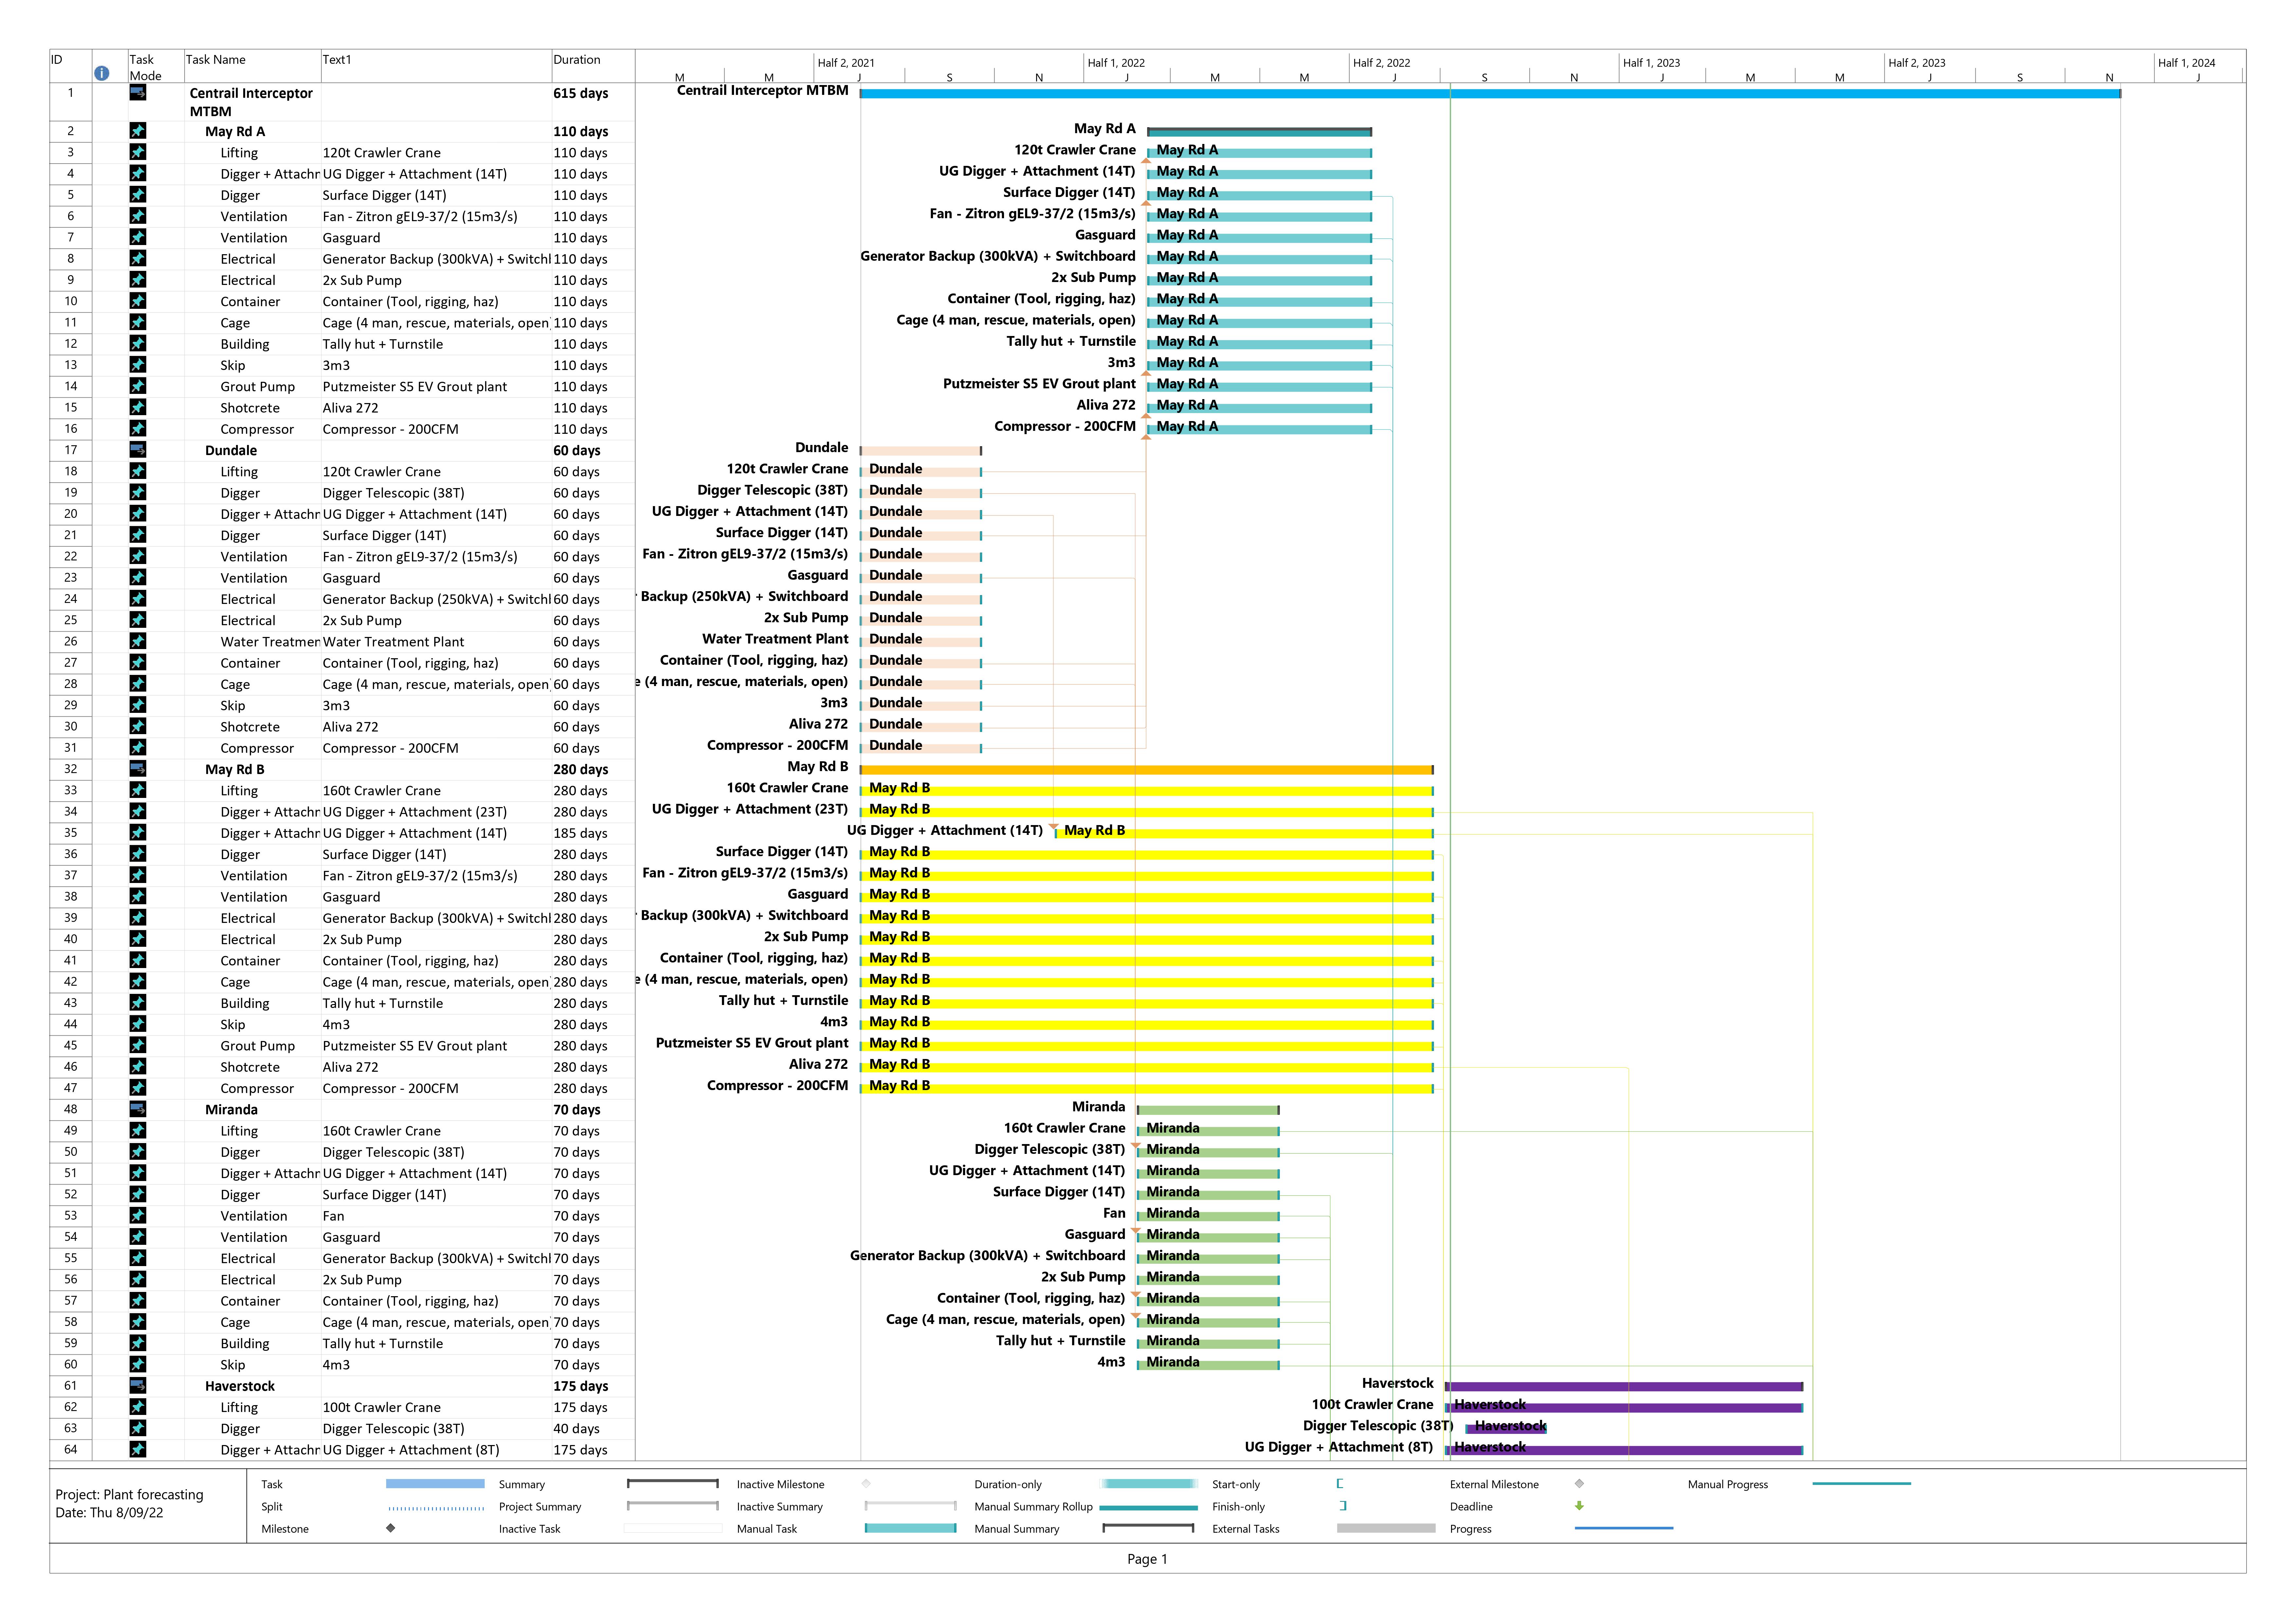 ID Task Mode Task Name Text1 Duration
Half 2, 2021 Half 1, 2022 Half 2, 2022 Half 1, 2023 Half 2, 2023 Half 1, 2024
M M J S N J M M J S N J M M J S N J
1 Centrail Interceptor MTBM 615 days Centrail Interceptor MTBM
2 May Rd A 110 days May Rd A
3 Lifting 120t Crawler Crane 110 days 120t Crawler Crane May Rd A
4 Digger + Attachr UG Digger + Attachment (14T) 110 days UG Digger + Attachment (14T) May Rd A
5 Digger Surface Digger (14T) 110 days Surface Digger (14T) May Rd A
6 Ventilation Fan - Zitron gEL9-37/2 (15m3/s) 110 days Fan - Zitron gEL9-37/2 (15m3/s) May Rd A
7 Ventilation Gasguard 110 days Gasguard May Rd A
8 Electrical Generator Backup (300kVA) + Switchl 110 days Generator Backup (300kVA) + Switchboard May Rd A
9 Electrical 2x Sub Pump 110 days 2x Sub Pump May Rd A
10 Container Container (Tool, rigging, haz) 110 days Container (Tool, rigging, haz) May Rd A
11 Cage Cage (4 man, rescue, materials, open) 110 days Cage (4 man, rescue, materials, open) May Rd A
12 Building Tally hut + Turnstile 110 days Tally hut + Turnstile May Rd A
13 Skip 3m3 110 days 3m3 May Rd A
14 Grout Pump Putzmeister S5 EV Grout plant 110 days Putzmeister S5 EV Grout plant May Rd A
15 Shotcrete Aliva 272 110 days Aliva 272 May Rd A
16 Compressor Compressor - 200CFM 110 days Compressor - 200CFM May Rd A
17 Dundale 60 days Dundale
18 Lifting 120t Crawler Crane 60 days 120t Crawler Crane Dundale
19 Digger Digger Telescopic (38T) 60 days Digger Telescopic (38T) Dundale
20 Digger + Attachr UG Digger + Attachment (14T) 60 days UG Digger + Attachment (14T) Dundale
21 Digger Surface Digger (14T) 60 days Surface Digger (14T) Dundale
22 Ventilation Fan - Zitron gEL9-37/2 (15m3/s) 60 days Fan - Zitron gEL9-37/2 (15m3/s) Dundale
23 Ventilation Gasguard 60 days Gasguard Dundale
24 Electrical Generator Backup (250kVA) + Switchl 60 days Backup (250kVA) + Switchboard Dundale
25 Electrical 2x Sub Pump 60 days 2x Sub Pump Dundale
26 Water Treatmen Water Treatment Plant 60 days Water Treatment Plant Dundale
27 Container Container (Tool, rigging, haz) 60 days Container (Tool, rigging, haz) Dundale
28 Cage Cage (4 man, rescue, materials, open) 60 days e (4 man, rescue, materials, open) Dundale
29 Skip 3m3 60 days 3m3 Dundale
30 Shotcrete Aliva 272 60 days Aliva 272 Dundale
31 Compressor Compressor - 200CFM 60 days Compressor - 200CFM Dundale
32 May Rd B 280 days May Rd B
33 Lifting 160t Crawler Crane 280 days 160t Crawler Crane May Rd B
34 Digger + Attachr UG Digger + Attachment (23T) 280 days UG Digger + Attachment (23T) May Rd B
35 Digger + Attachr UG Digger + Attachment (14T) 185 days UG Digger + Attachment (14T) May Rd B
36 Digger Surface Digger (14T) 280 days Surface Digger (14T) May Rd B
37 Ventilation Fan - Zitron gEL9-37/2 (15m3/s) 280 days Fan - Zitron gEL9-37/2 (15m3/s) May Rd B
38 Ventilation Gasguard 280 days Gasguard May Rd B
39 Electrical Generator Backup (300kVA) + Switchl 280 days Backup (300kVA) + Switchboard May Rd B
40 Electrical 2x Sub Pump 280 days 2x Sub Pump May Rd B
41 Container Container (Tool, rigging, haz) 280 days Container (Tool, rigging, haz) May Rd B
42 Cage Cage (4 man, rescue, materials, open) 280 days e (4 man, rescue, materials, open) May Rd B
43 Building Tally hut + Turnstile 280 days Tally hut + Turnstile May Rd B
44 Skip 4m3 280 days 4m3 May Rd B
45 Grout Pump Putzmeister S5 EV Grout plant 280 days Putzmeister S5 EV Grout plant May Rd B
46 Shotcrete Aliva 272 280 days Aliva 272 May Rd B
47 Compressor Compressor - 200CFM 280 days Compressor - 200CFM May Rd B
48 Miranda 70 days Miranda
49 Lifting 160t Crawler Crane 70 days 160t Crawler Crane Miranda
50 Digger Digger Telescopic (38T) 70 days Digger Telescopic (38T) Miranda
51 Digger + Attachr UG Digger + Attachment (14T) 70 days UG Digger + Attachment (14T) Miranda
52 Digger Surface Digger (14T) 70 days Surface Digger (14T) Miranda
53 Ventilation Fan 70 days Fan Miranda
54 Ventilation Gasguard 70 days Gasguard Miranda
55 Electrical Generator Backup (300kVA) + Switchl 70 days Generator Backup (300kVA) + Switchboard Miranda
56 Electrical 2x Sub Pump 70 days 2x Sub Pump Miranda
57 Container Container (Tool, rigging, haz) 70 days Container (Tool, rigging, haz) Miranda
58 Cage Cage (4 man, rescue, materials, open) 70 days Cage (4 man, rescue, materials, open) Miranda
59 Building Tally hut + Turnstile 70 days Tally hut + Turnstile Miranda
60 Skip 4m3 70 days 4m3 Miranda
61 Haverstock 175 days Haverstock
62 Lifting 100t Crawler Crane 175 days 100t Crawler Crane Haverstock
63 Digger Digger Telescopic (38T) 40 days Digger Telescopic (38T) Haverstock
64 Digger + Attachr UG Digger + Attachment (8T) 175 days UG Digger + Attachment (8T) Haverstock
Project: Plant forecasting
Date: Thu 8/09/22
Task Summary Inactive Milestone Duration-only Start-only External Milestone Manual Progress
Split Project Summary Inactive Summary Manual Summary Rollup Finish-only Deadline
Milestone Inactive Task Manual Task Manual Summary External Tasks Progress
Page 1